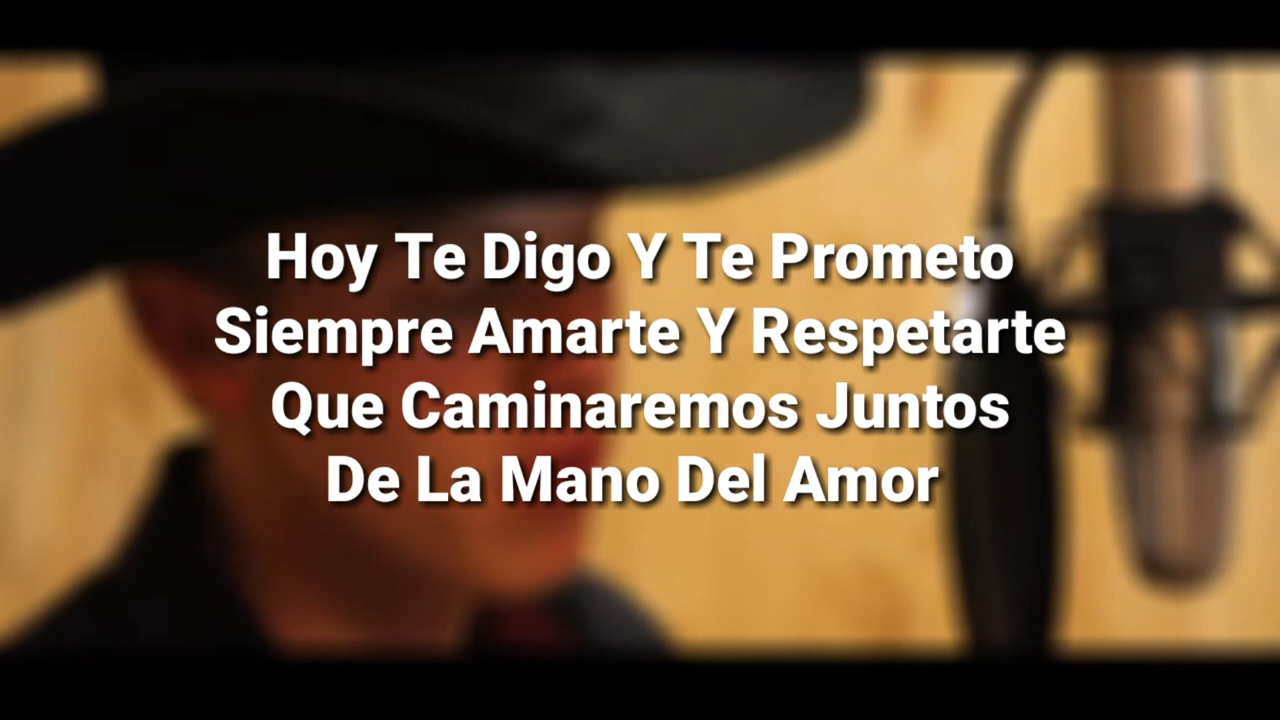 Hoy Te Digo Y Te Prometo
Siempre Amarte Y Respetarte
Que Caminaremos Juntos
De La Mano Del Amor